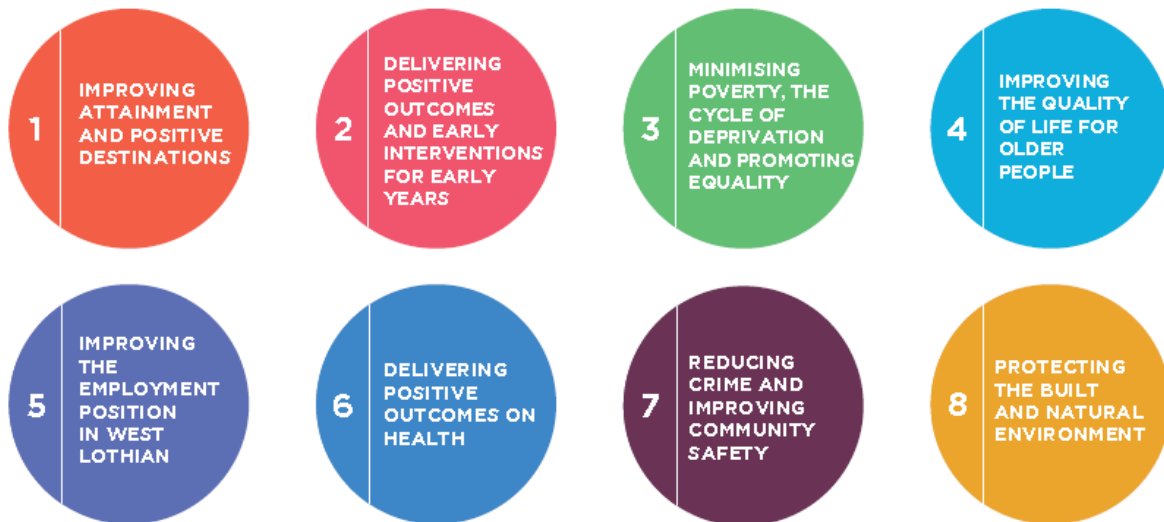 1
IMPROVING
ATTAINMENT
AND POSITIVE
DESTINATIONS
2
DELIVERING
POSITIVE
OUTCOMES
AND EARLY
INTERVENTIONS
FOR EARLY
YEARS
3
MINIMISING
POVERTY, THE
CYCLE OF
DEPRIVATION
AND PROMOTING
EQUALITY
4
IMPROVING
THE QUALITY
OF LIFE FOR
OLDER
PEOPLE
5
IMPROVING
THE
EMPLOYMENT
POSITION
IN WEST
LOTHIAN
6
DELIVERING
POSITIVE
OUTCOMES ON
HEALTH
7
REDUCING
CRIME AND
IMPROVING
COMMUNITY
SAFETY
8
PROTECTING
THE BUILT
AND NATURAL
ENVIRONMENT